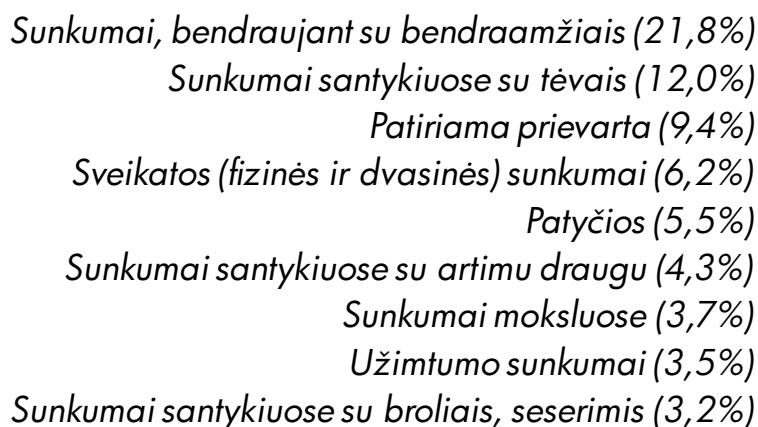 Sunkumai, bendraujant su bendraamžiais (21,8%)
Sunkumai santykiuose su tėvais (12,0%)
Patiriama prievarta (9,4%)
Sveikatos (fizinės ir dvasinės) sunkumai (6,2%)
Patyčios (5,5%)
Sunkumai santykiuose su artimu draugu (4,3%)
Sunkumai moksluose (3,7%)
Užimtumo sunkumai (3,5%)
Sunkumai santykiuose su broliais, seserimis (3,2%)